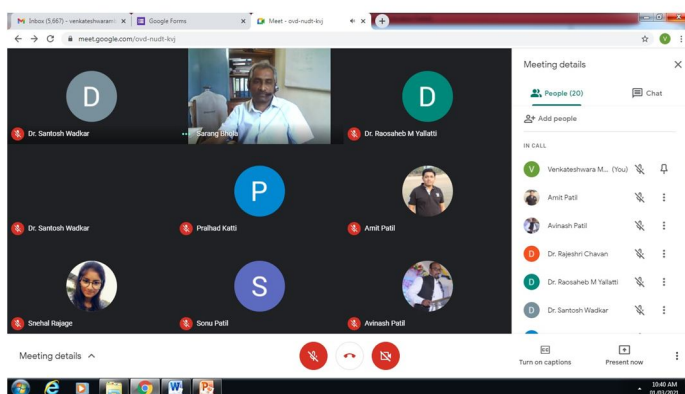 Inbox (5,667) - venkateshwaram
Google Forms
Meet - ovd-nudt-kvj
meet.google.com/ovd-nudt-kvj
V
D
Dr. Santosh Wadkar
Sarang Bhola
D
Dr. Raosaheb M Yallatti
Dr. Santosh Wadkar
P
Pralhad Katti
Amit Patil
Snehal Rajage
S
Sonu Patil
Avinash Patil
Meeting details
People (20)
Chat
Add people
IN CALL
V
Venkateshwara M... (You)
Amit Patil
Avinash Patil
D
Dr. Rajeshri Chavan
D
Dr. Raosaheb M Yallatti
D
Dr. Santosh Wadkar
Meeting details
Turn on captions
Present now
10:40 AM
01/03/2021